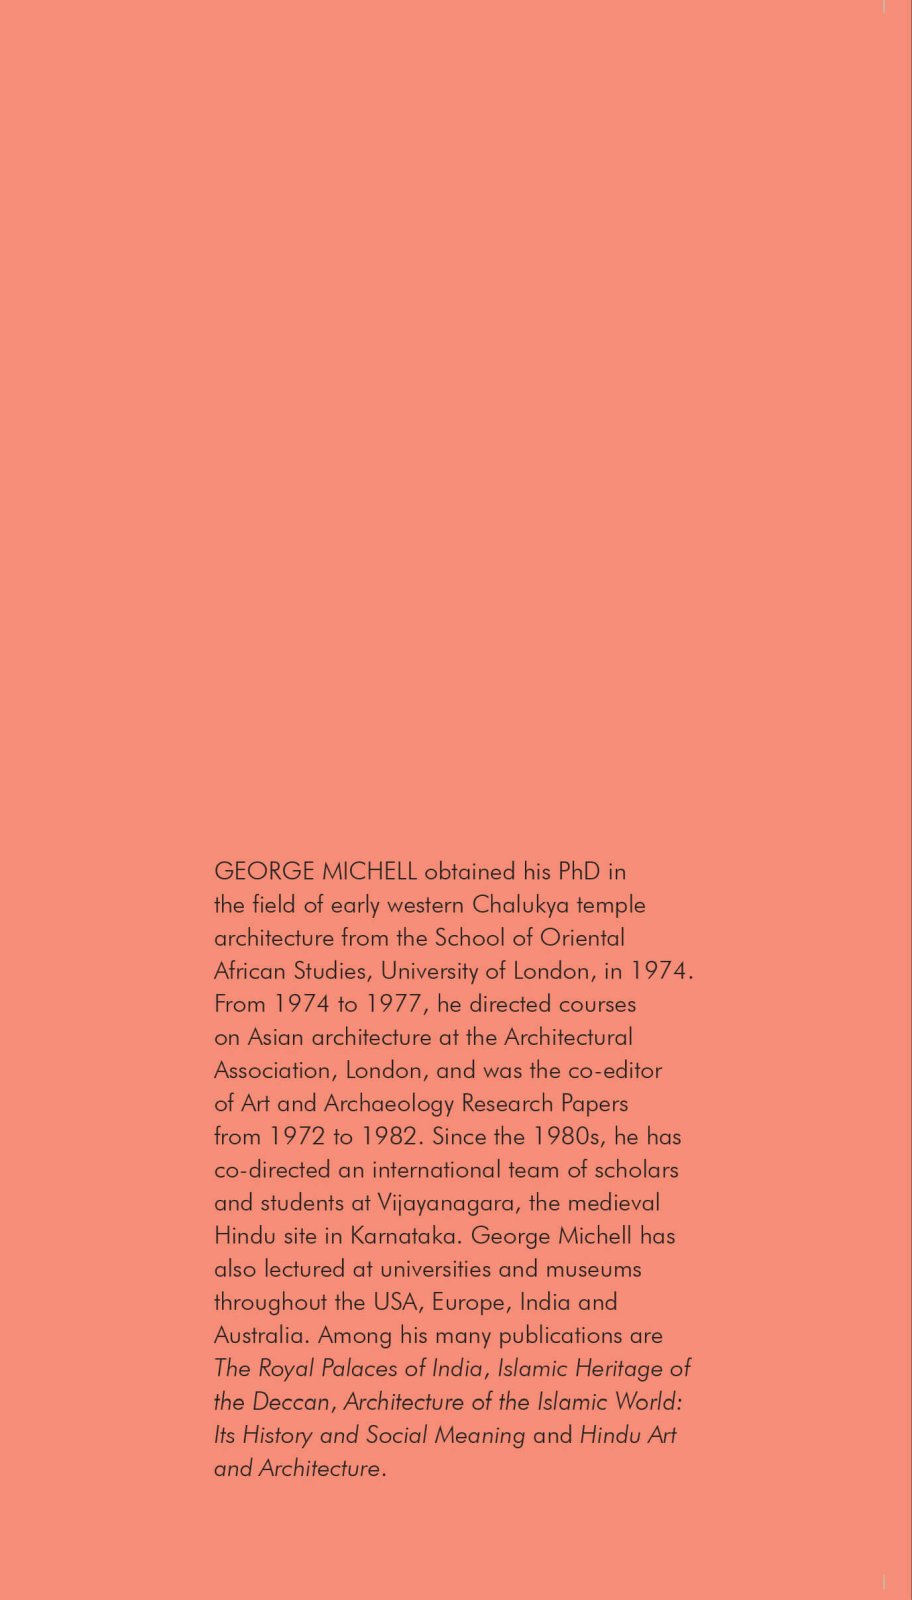 GEORGE MICHELL obtained his PhD in
the field of early western Chalukya temple
architecture from the School of Oriental
African Studies, University of London, in 1974.
From 1974 to 1977, he directed courses
on Asian architecture at the Architectural
Association, London, and was the co-editor
of Art and Archaeology Research Papers
from 1972 to 1982. Since the 1980s, he has
co-directed an international team of scholars
and students at Vijayanagara, the medieval
Hindu site in Karnataka. George Michell has
also lectured at universities and museums
throughout the USA, Europe, India and
Australia. Among his many publications are
The Royal Palaces of India, Islamic Heritage of
the Deccan, Architecture of the Islamic World:
Its History and Social Meaning and Hindu Art
and Architecture.